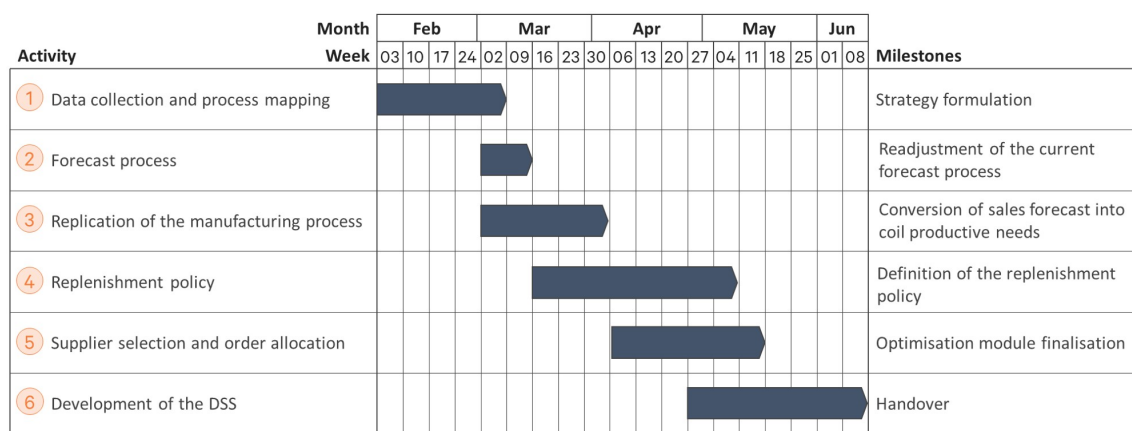 Month Feb Mar Apr May Jun
Activity Week 03 10 17 24 02 09 16 23 30 06 13 20 27 04 11 18 25 01 08 Milestones
1 Data collection and process mapping Strategy formulation
2 Forecast process Readjustment of the current
forecast process
3 Replication of the manufacturing process Conversion of sales forecast into
coil productive needs
4 Replenishment policy Definition of the replenishment
policy
5 Supplier selection and order allocation Optimisation module finalisation
6 Development of the DSS Handover